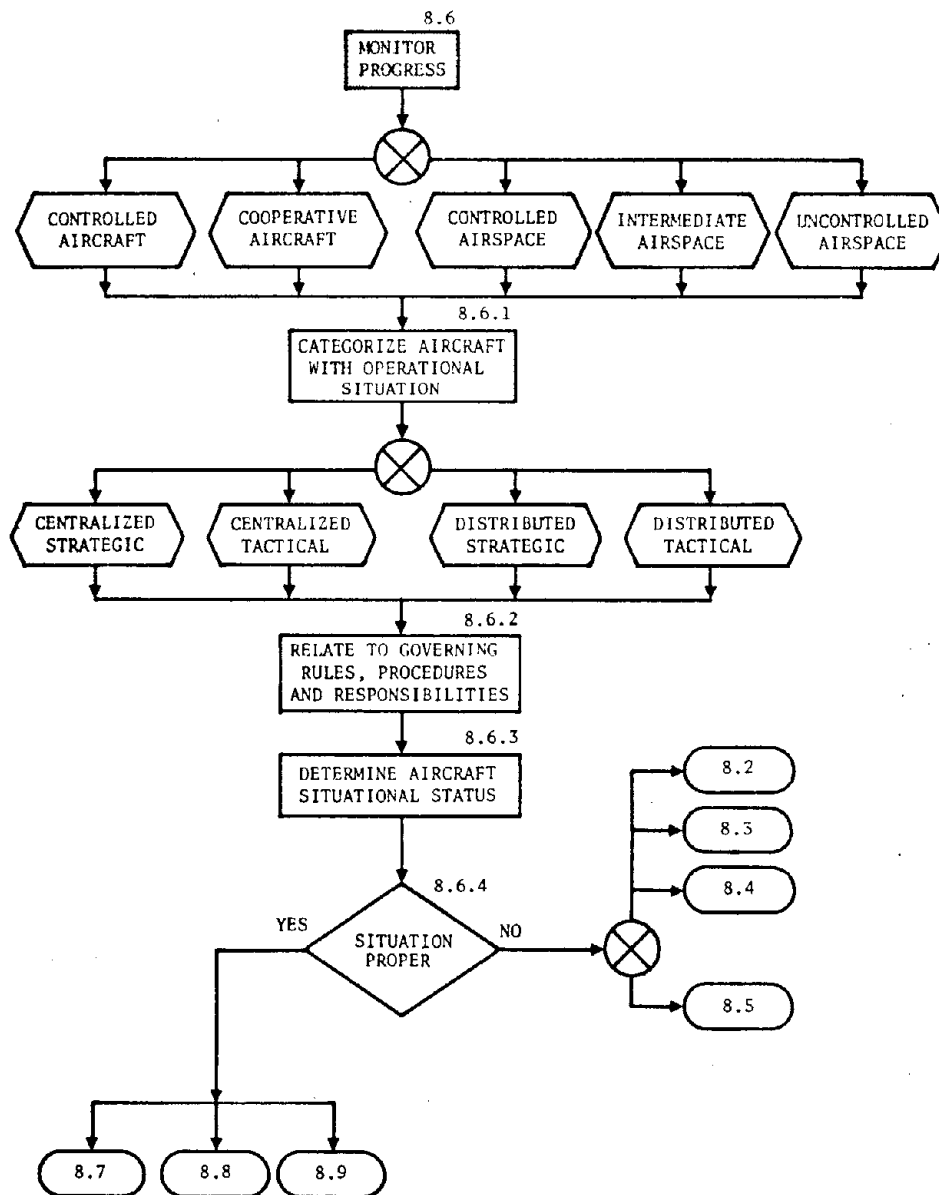 8.6
MONITOR
PROGRESS
CONTROLLED
AIRCRAFT
COOPERATIVE
AIRCRAFT
CONTROLLED
AIRSPACE
INTERMEDIATE
AIRSPACE
UNCONTROLLED
AIRSPACE
8.6.1
CATEGORIZE AIRCRAFT
WITH OPERATIONAL
SITUATION
CENTRALIZED
STRATEGIC
CENTRALIZED
TACTICAL
DISTRIBUTED
STRATEGIC
DISTRIBUTED
TACTICAL
8.6.2
RELATE TO GOVERNING
RULES, PROCEDURES
AND RESPONSIBILITIES
8.6.3
DETERMINE AIRCRAFT
SITUATIONAL STATUS
8.2
8.3
8.4
8.6.4
YES
SITUATION
PROPER
NO
8.5
8.7
8.8
8.9